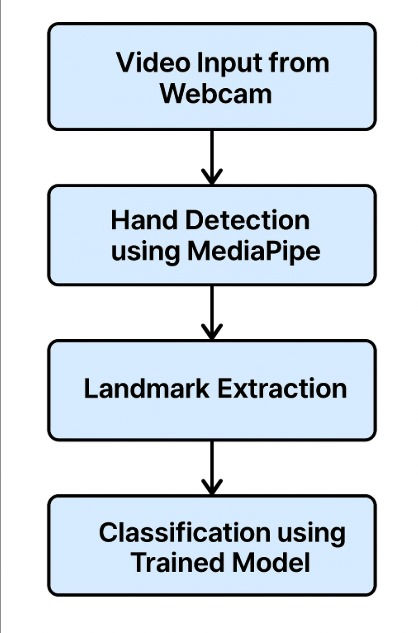 Video Input from
Webcam
Hand Detection
using MediaPipe
Landmark Extraction
Classification using
Trained Model